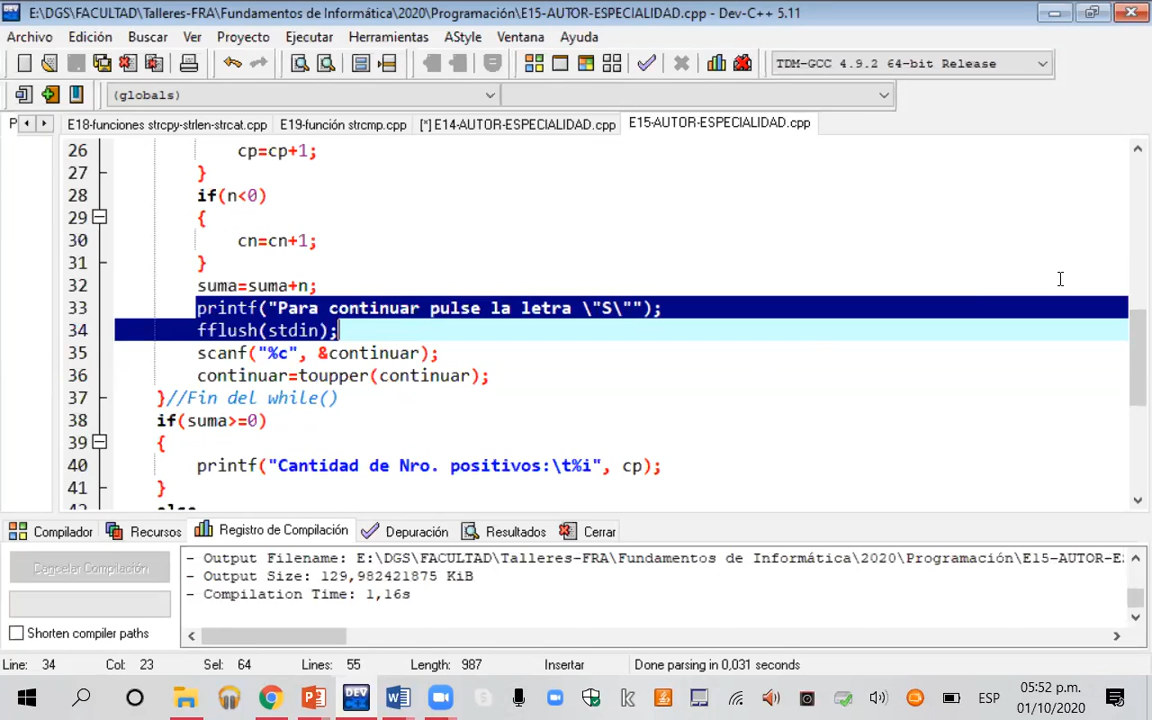 E:\DGS\FACULTAD\Talleres-FRA\Fundamentos de Informática\2020\Programación\E15-AUTOR-ESPECIALIDAD.cpp - Dev-C++ 5.11
Archivo Edición Buscar Ver Proyecto Ejecutar Herramientas AStyle Ventana Ayuda
TDM-GCC 4.9.2 64-bit Release
(globals)
P E18-funciones strcpy-strlen-strcat.cpp E19-función strcmp.cpp [*] E14-AUTOR-ESPECIALIDAD.cpp E15-AUTOR-ESPECIALIDAD.cpp
26 cp=cp+1;
27 }
28 if(n<0)
29 {
30 cn=cn+1;
31 }
32 suma=suma+n;
33 printf("Para continuar pulse la letra \"S\"");
34 fflush(stdin);
35 scanf("%c", &continuar);
36 continuar=toupper(continuar);
37 }//Fin del while()
38 if(suma>=0)
39 {
40 printf("Cantidad de Nro. positivos:\t%i", cp);
41 }
42 else
Compilador Recursos Registro de Compilación Depuración Resultados Cerrar
- Output Filename: E:\DGS\FACULTAD\Talleres-FRA\Fundamentos de Informática\2020\Programación\E15-AUTOR-E
- Output Size: 129,982421875 KiB
- Compilation Time: 1,16s
Shorten compiler paths
Line: 34 Col: 23 Sel: 64 Lines: 55 Length: 987 Insertar Done parsing in 0,031 seconds
DEV ESP 05:52 p.m.
01/10/2020